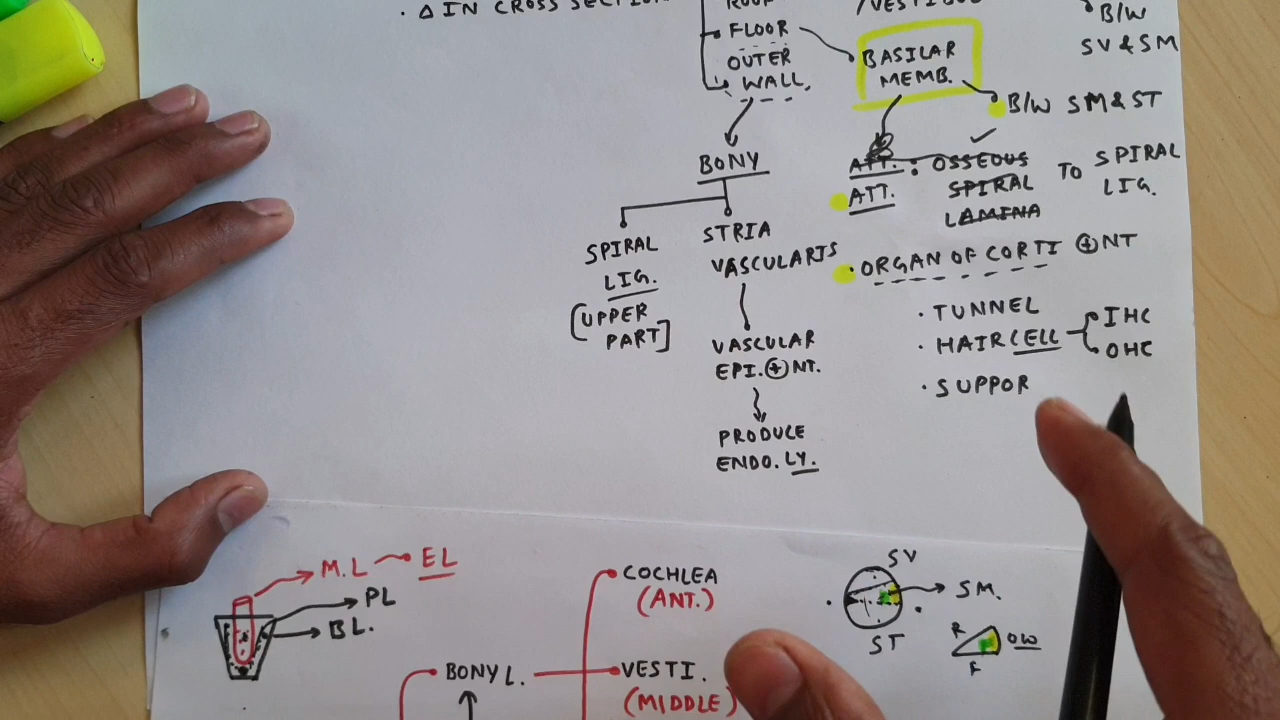 . Δ IN CROSS SECTION
ROOF
FLOOR
OUTER
WALL.
BASILAR
MEMB.
B/W
SV & SM
B/W SM & ST
BONY
ATT. : OSSEOUS
SPIRAL
LAMINA
TO SPIRAL
LIG.
ATT.
SPIRAL
LIG.
[UPPER
PART]
STRIA
VASCULARIS
VASCULAR
EPI. ⊕NT.
PRODUCE
ENDO. LY.
. ORGAN OF CORTI ⊕NT
. TUNNEL
. HAIR CELL
IHC
OHC
. SUPPOR
M.L
EL
PL
BL.
BONY L.
COCHLEA
(ANT.)
VESTI.
(MIDDLE)
SV
SM.
ST
R
OW
F